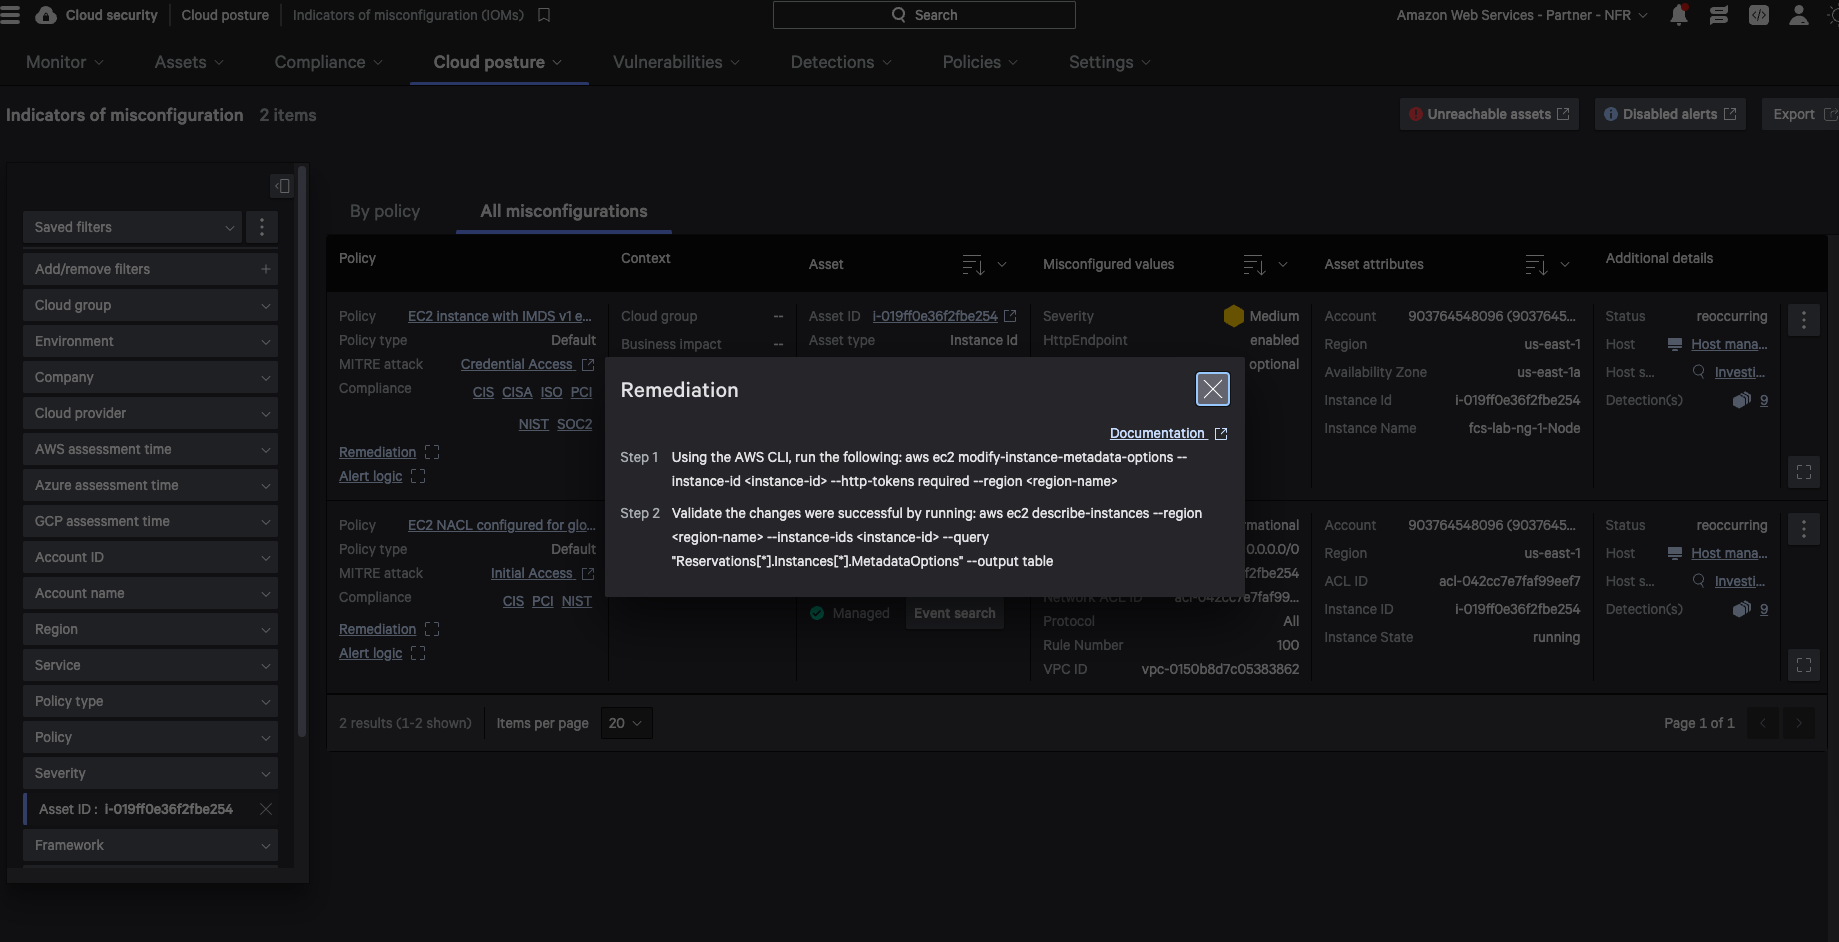 Cloud security Cloud posture Indicators of misconfiguration (IOMs) Search Amazon Web Services - Partner - NFR
Monitor Assets Compliance Cloud posture Vulnerabilities Detections Policies Settings
Indicators of misconfiguration 2 items Unreachable assets Disabled alerts Export
Saved filters
Add/remove filters
Cloud group
Environment
Company
Cloud provider
AWS assessment time
Azure assessment time
GCP assessment time
Account ID
Account name
Region
Service
Policy type
Policy
Severity
Asset ID : i-019ff0e36f2fbe254
Framework
By policy All misconfigurations
Policy Context Asset Misconfigured values Asset attributes Additional details
Policy EC2 instance with IMDS v1 e...
Policy type Default
MITRE attack Credential Access
Compliance CIS CISA ISO PCI
NIST SOC2
Remediation
Alert logic
Cloud group --
Business impact --
Asset ID i-019ff0e36f2fbe254
Asset type Instance Id
Severity Medium
HttpEndpoint enabled
optional
Account 903764548096 (9037645...
Region us-east-1
Availability Zone us-east-1a
Instance Id i-019ff0e36f2fbe254
Instance Name fcs-lab-ng-1-Node
Status reoccurring
Host Host mana...
Host s... Investi...
Detection(s) 9
Remediation
Documentation
Step 1 Using the AWS CLI, run the following: aws ec2 modify-instance-metadata-options --
instance-id <instance-id> --http-tokens required --region <region-name>
Step 2 Validate the changes were successful by running: aws ec2 describe-instances --region
<region-name> --instance-ids <instance-id> --query
"Reservations[*].Instances[*].MetadataOptions" --output table
Policy EC2 NACL configured for glo...
Policy type Default
MITRE attack Initial Access
Compliance CIS PCI NIST
Remediation
Alert logic
Managed Event search
rmational
0.0.0.0/0
f2fbe254
Network ACL ID acl-042cc7e7faf99...
Protocol All
Rule Number 100
VPC ID vpc-0150b8d7c05383862
Account 903764548096 (9037645...
Region us-east-1
ACL ID acl-042cc7e7faf99eef7
Instance ID i-019ff0e36f2fbe254
Instance State running
Status reoccurring
Host Host mana...
Host s... Investi...
Detection(s) 9
2 results (1-2 shown) Items per page 20 Page 1 of 1